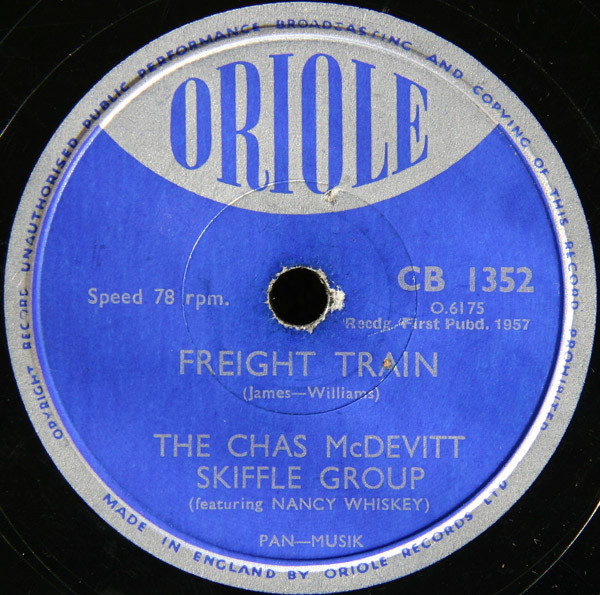 COPYRIGHT RECORD UNAUTHORISED PUBLIC PERFORMANCE BROADCASTING AND COPYING OF THIS RECORD PROHIBITED
ORIOLE
Speed 78 rpm.
CB 1352
O.6175
Recdg. First Pubd. 1957
FREIGHT TRAIN
(James—Williams)
THE CHAS McDEVITT
SKIFFLE GROUP
(featuring NANCY WHISKEY)
PAN—MUSIK
MADE IN ENGLAND BY ORIOLE RECORDS LTD